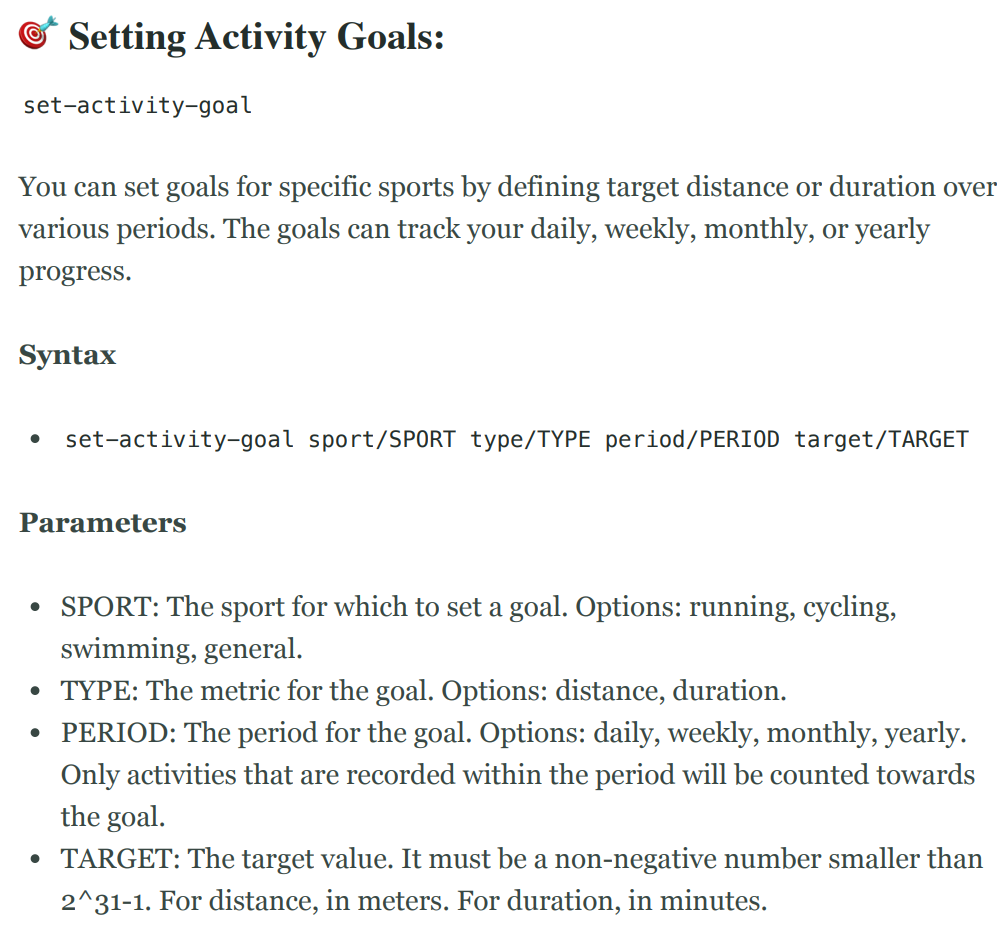 🎯 Setting Activity Goals:
set-activity-goal
You can set goals for specific sports by defining target distance or duration over
various periods. The goals can track your daily, weekly, monthly, or yearly
progress.
Syntax
• set-activity-goal sport/SPORT type/TYPE period/PERIOD target/TARGET
Parameters
• SPORT: The sport for which to set a goal. Options: running, cycling,
swimming, general.
• TYPE: The metric for the goal. Options: distance, duration.
• PERIOD: The period for the goal. Options: daily, weekly, monthly, yearly.
Only activities that are recorded within the period will be counted towards
the goal.
• TARGET: The target value. It must be a non-negative number smaller than
2^31-1. For distance, in meters. For duration, in minutes.